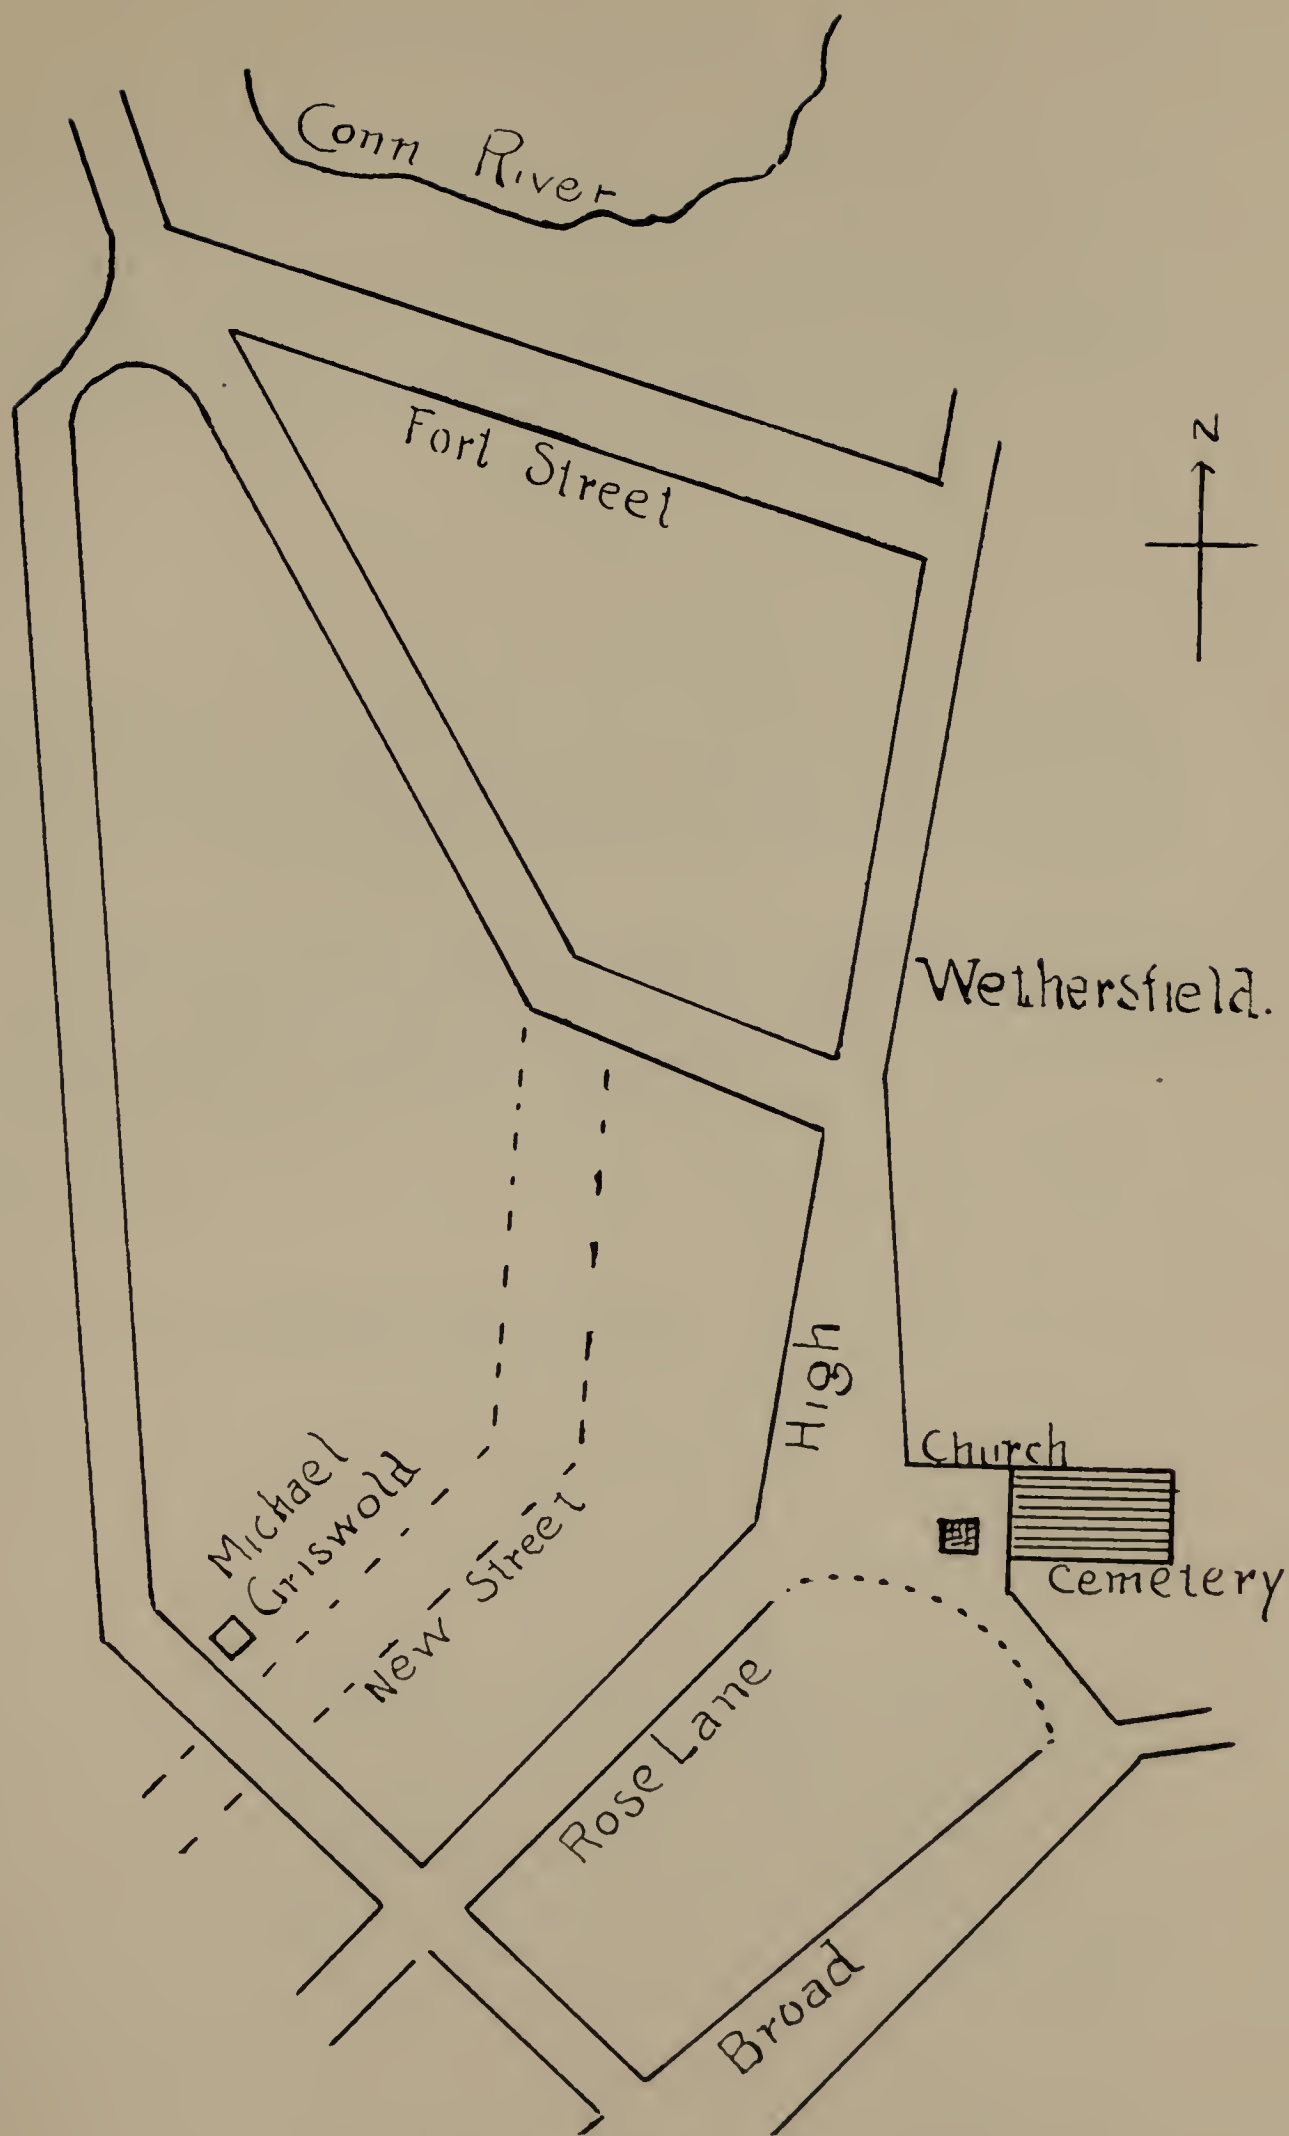 Conn River
Fort Street
N
Wethersfield.
High
Church
Cemetery
Michael
Griswold
New Street
Rose Lane
Broad